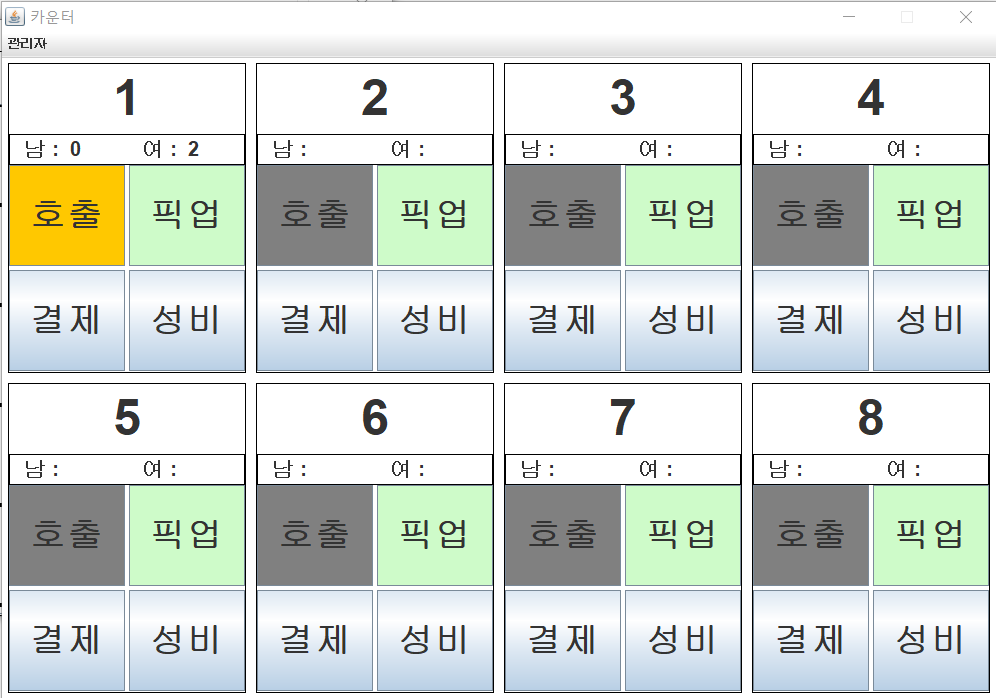 카운터
관리자
1 2 3 4
남 : 0 여 : 2 남 : 여 : 남 : 여 : 남 : 여 :
호출 픽업 호출 픽업 호출 픽업 호출 픽업
결제 성비 결제 성비 결제 성비 결제 성비
5 6 7 8
남 : 여 : 남 : 여 : 남 : 여 : 남 : 여 :
호출 픽업 호출 픽업 호출 픽업 호출 픽업
결제 성비 결제 성비 결제 성비 결제 성비